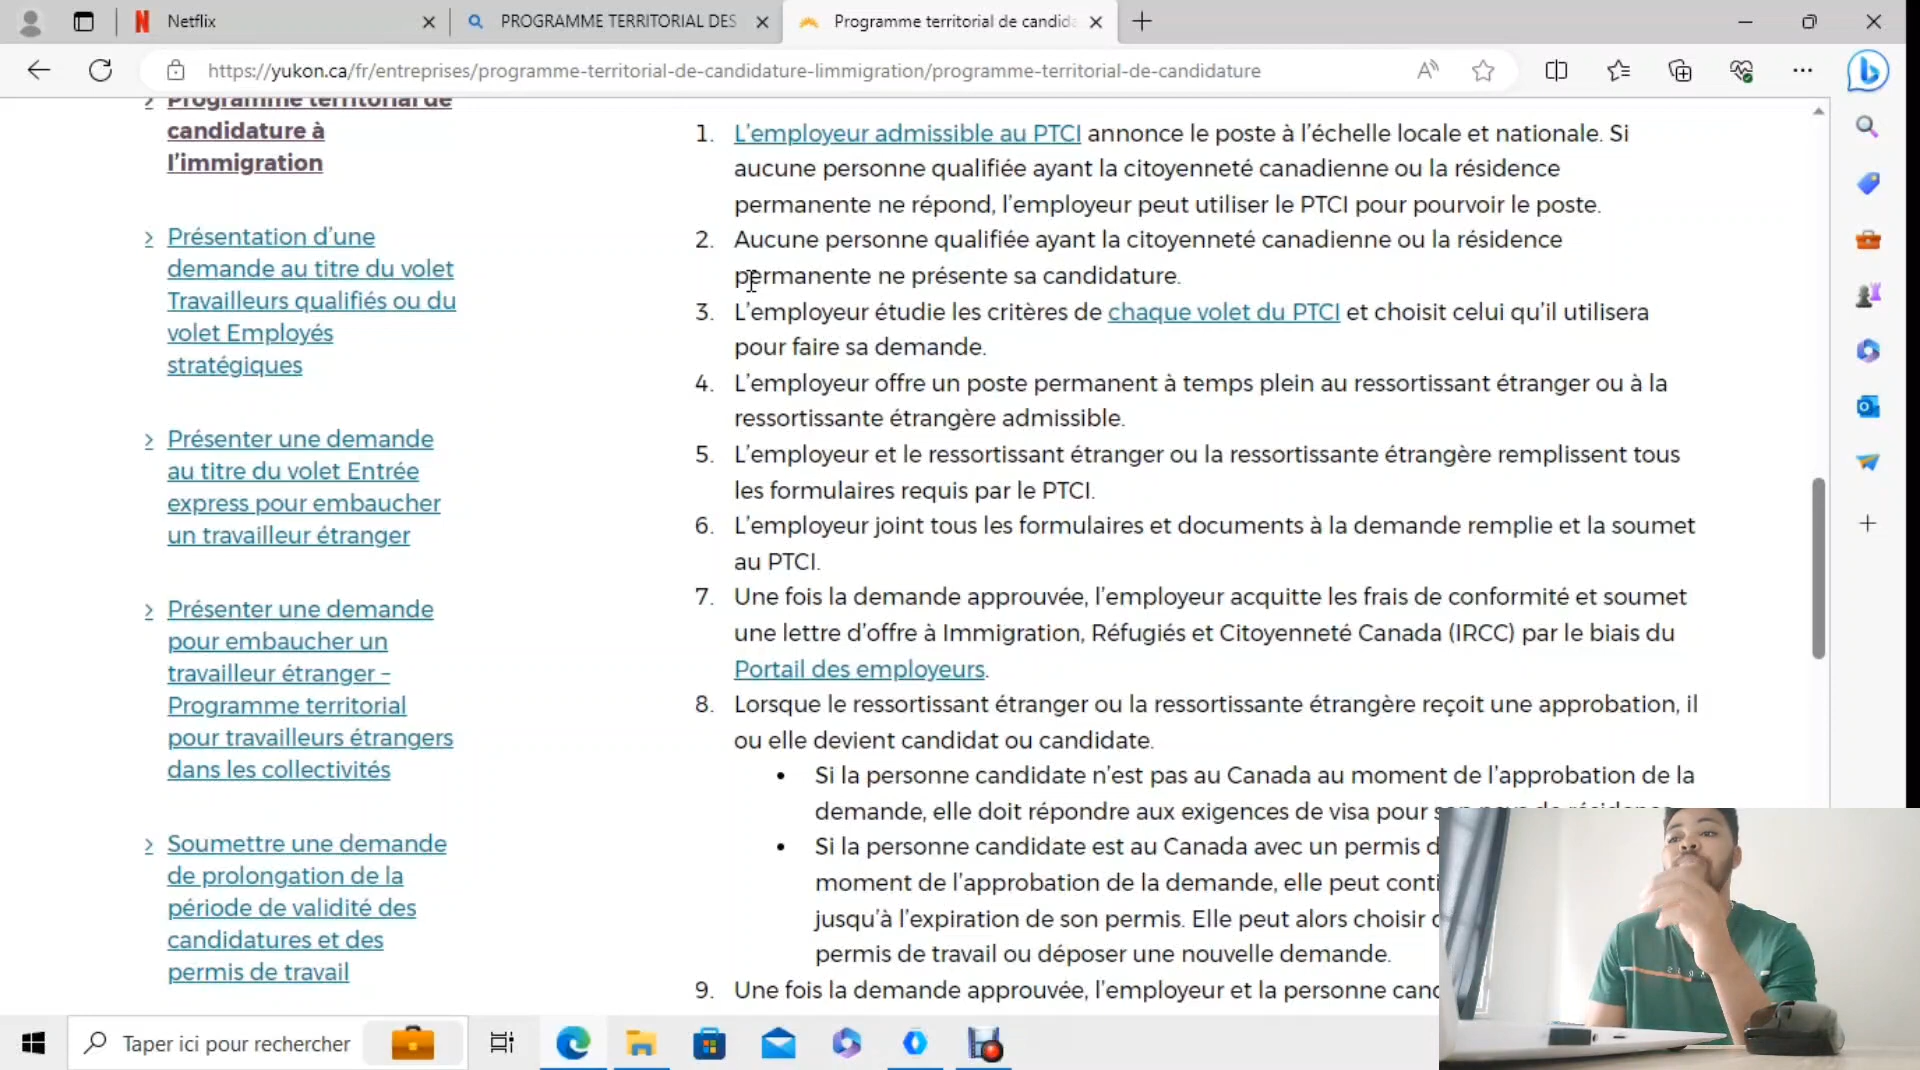 Netflix
PROGRAMME TERRITORIAL DES
Programme territorial de candida
https://yukon.ca/fr/entreprises/programme-territorial-de-candidature-limmigration/programme-territorial-de-candidature
Programme territorial de
candidature à
l'immigration
Présentation d'une
demande au titre du volet
Travailleurs qualifiés ou du
volet Employés
stratégiques
Présenter une demande
au titre du volet Entrée
express pour embaucher
un travailleur étranger
Présenter une demande
pour embaucher un
travailleur étranger –
Programme territorial
pour travailleurs étrangers
dans les collectivités
Soumettre une demande
de prolongation de la
période de validité des
candidatures et des
permis de travail
1. L'employeur admissible au PTCI annonce le poste à l'échelle locale et nationale. Si
aucune personne qualifiée ayant la citoyenneté canadienne ou la résidence
permanente ne répond, l'employeur peut utiliser le PTCI pour pourvoir le poste.
2. Aucune personne qualifiée ayant la citoyenneté canadienne ou la résidence
permanente ne présente sa candidature.
3. L'employeur étudie les critères de chaque volet du PTCI et choisit celui qu'il utilisera
pour faire sa demande.
4. L'employeur offre un poste permanent à temps plein au ressortissant étranger ou à la
ressortissante étrangère admissible.
5. L'employeur et le ressortissant étranger ou la ressortissante étrangère remplissent tous
les formulaires requis par le PTCI.
6. L'employeur joint tous les formulaires et documents à la demande remplie et la soumet
au PTCI.
7. Une fois la demande approuvée, l'employeur acquitte les frais de conformité et soumet
une lettre d'offre à Immigration, Réfugiés et Citoyenneté Canada (IRCC) par le biais du
Portail des employeurs.
8. Lorsque le ressortissant étranger ou la ressortissante étrangère reçoit une approbation, il
ou elle devient candidat ou candidate.
• Si la personne candidate n'est pas au Canada au moment de l'approbation de la
demande, elle doit répondre aux exigences de visa pour son pays de résidence
• Si la personne candidate est au Canada avec un permis d
moment de l'approbation de la demande, elle peut conti
jusqu'à l'expiration de son permis. Elle peut alors choisir
permis de travail ou déposer une nouvelle demande.
9. Une fois la demande approuvée, l'employeur et la personne can
Taper ici pour rechercher